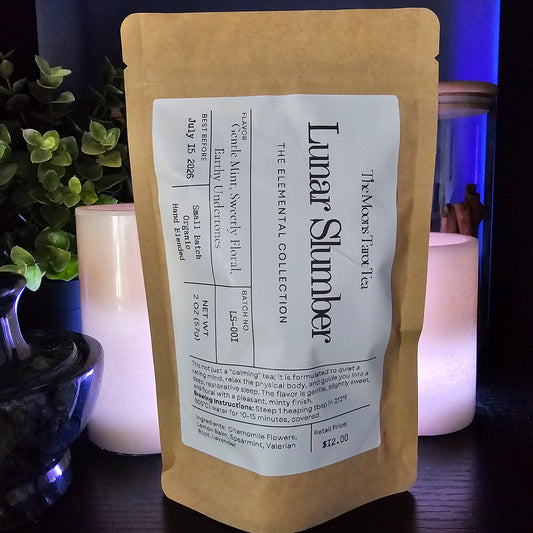 The Moons Tarot Tea
Lunar Slumber
THE ELEMENTAL COLLECTION
FLAVOR
Gentle Mint, Sweetly Floral,
Earthy Undertones
BEST BEFORE
July 15 2026
Small Batch
Organic
Hand Blended
BATCH NO.
LS-001
NET WT
2 OZ (57g)
This not just a "calming" tea; it is formulated to quiet a
racing mind, relax the physical body, and guide you into a
deep, restorative sleep. The flavor is gentle, slightly sweet,
and floral with a pleasant, minty finish.
Brewing Instructions: Steep 1 heaping tbsp in 212°F
(100°C) water for 10-15 minutes, covered.
Ingredients: Chamomile Flowers,
Lemon Balm, Spearmint, Valerian
Root, Lavender
Retail Price:
$12.00